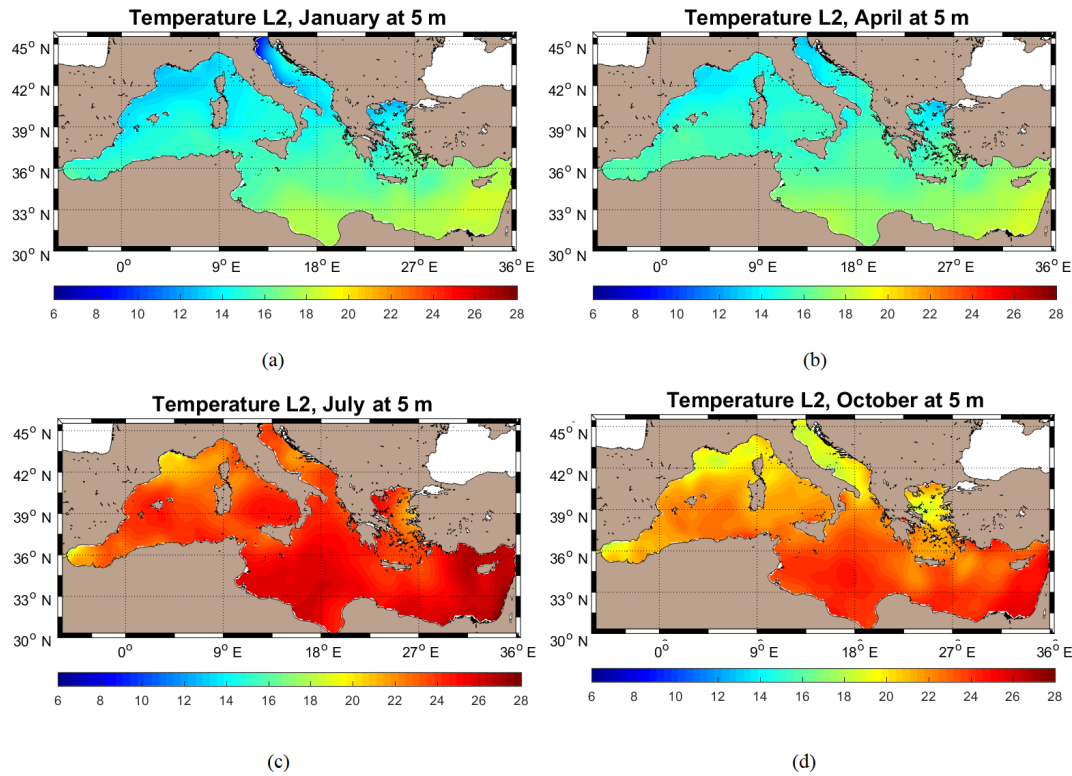 Temperature L2, January at 5 m
45° N
42° N
39° N
36° N
33° N
30° N
0° 9° E 18° E 27° E 36° E
6 8 10 12 14 16 18 20 22 24 26 28
(a)
Temperature L2, April at 5 m
45° N
42° N
39° N
36° N
33° N
30° N
0° 9° E 18° E 27° E 36° E
6 8 10 12 14 16 18 20 22 24 26 28
(b)
Temperature L2, July at 5 m
45° N
42° N
39° N
36° N
33° N
30° N
0° 9° E 18° E 27° E 36° E
6 8 10 12 14 16 18 20 22 24 26 28
(c)
Temperature L2, October at 5 m
45° N
42° N
39° N
36° N
33° N
30° N
0° 9° E 18° E 27° E 36° E
6 8 10 12 14 16 18 20 22 24 26 28
(d)